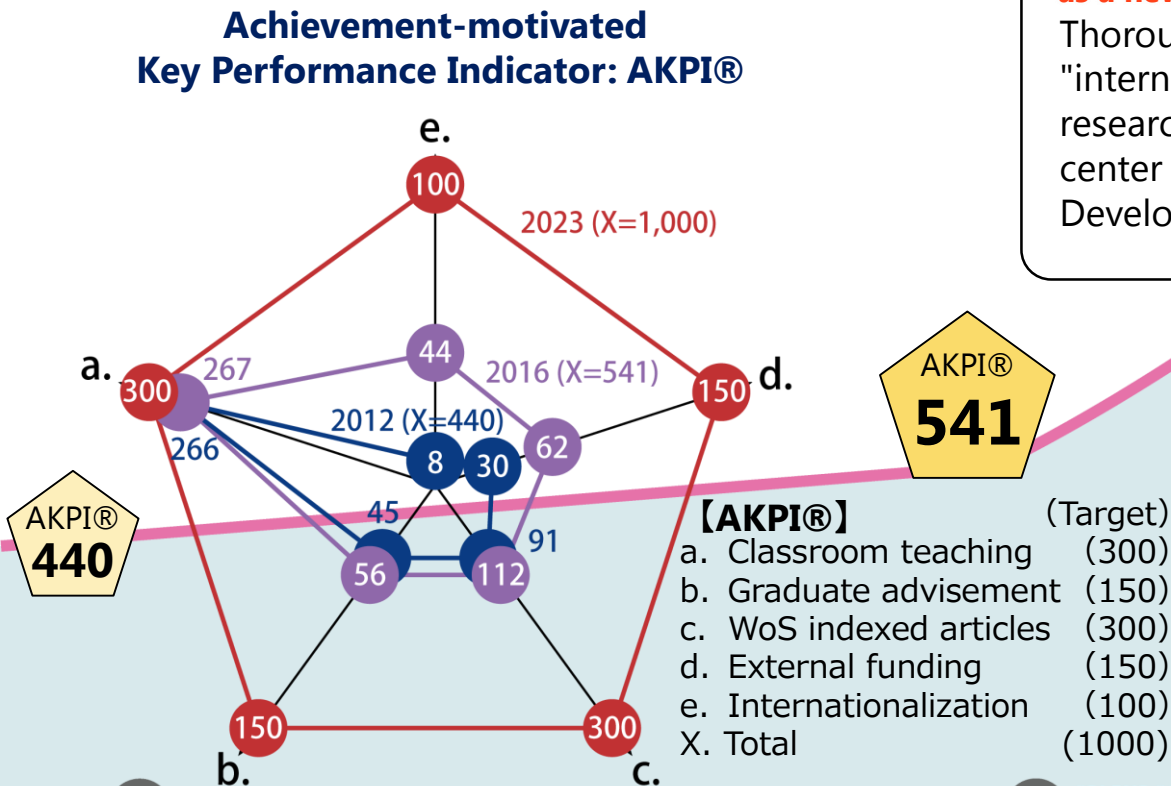 Achievement-motivated
Key Performance Indicator: AKPI®
as a
Thorou
"intern
researc
center
Develo
e.
100
2023 (X=1,000)
44
2016 (X=541)
a.
300
267
266
2012 (X=440)
8
30
62
150
d.
AKPI®
541
AKPI®
440
45
91
56
112
150
b.
300
c.
【AKPI®】 (Target)
a. Classroom teaching (300)
b. Graduate advisement (150)
c. WoS indexed articles (300)
d. External funding (150)
e. Internationalization (100)
X. Total (1000)